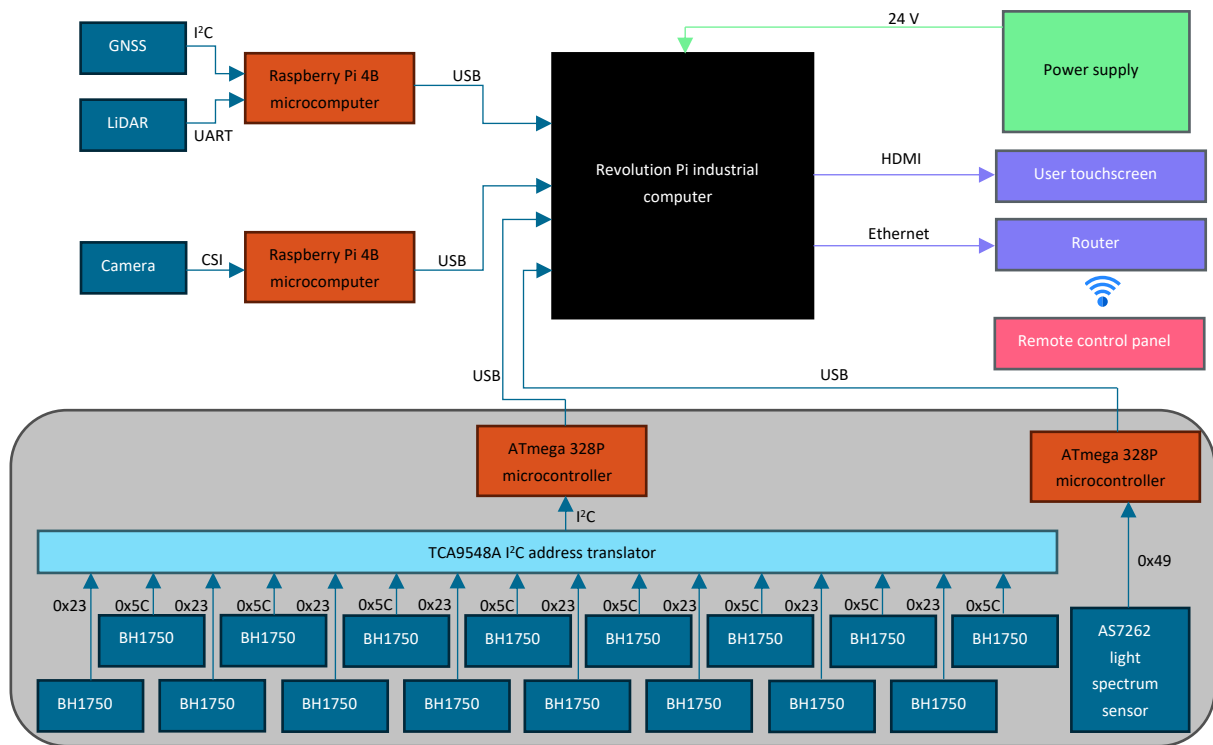 24 V
GNSS
I²C
Raspberry Pi 4B
microcomputer
USB
LiDAR
UART
Power supply
Revolution Pi industrial
computer
HDMI
User touchscreen
Camera
CSI
Raspberry Pi 4B
microcomputer
USB
Ethernet
Router
Remote control panel
USB
USB
ATmega 328P
microcontroller
ATmega 328P
microcontroller
I²C
TCA9548A I²C address translator
0x49
0x23
0x5C
0x23
0x5C
0x23
0x5C
0x23
0x5C
0x23
0x5C
0x23
0x5C
0x23
0x5C
0x23
0x5C
BH1750
BH1750
BH1750
BH1750
BH1750
BH1750
BH1750
BH1750
AS7262
light
spectrum
sensor
BH1750
BH1750
BH1750
BH1750
BH1750
BH1750
BH1750
BH1750